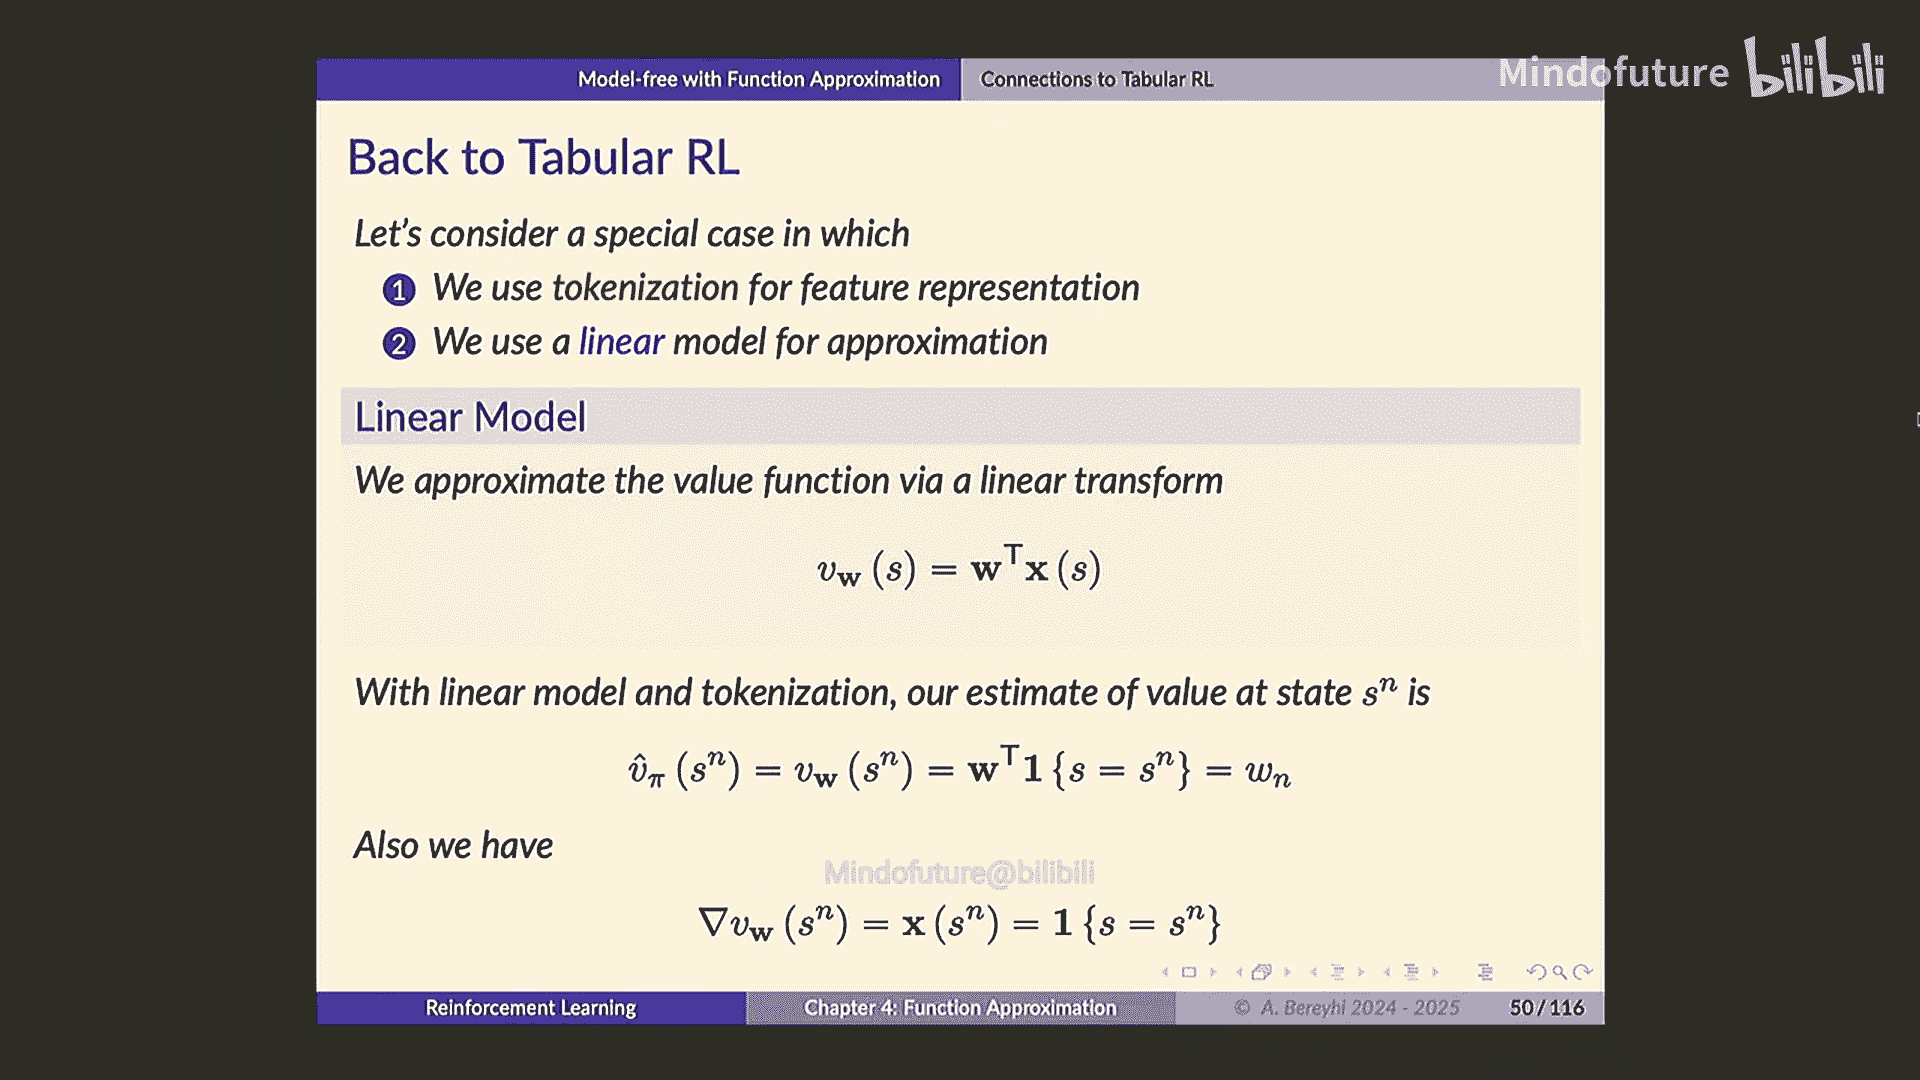 Mindofuture bilibili
Model-free with Function Approximation Connections to Tabular RL
Back to Tabular RL
Let's consider a special case in which
1 We use tokenization for feature representation
2 We use a linear model for approximation
Linear Model
We approximate the value function via a linear transform
v_w (s) = w^T x (s)
With linear model and tokenization, our estimate of value at state s^n is
v̂_π (s^n) = v_w (s^n) = w^T 1 {s = s^n} = w_n
Also we have
Mindofuture@bilibili
∇v_w (s^n) = x (s^n) = 1 {s = s^n}
Reinforcement Learning Chapter 4: Function Approximation © A. Bereyhi 2024 - 2025 50 / 116